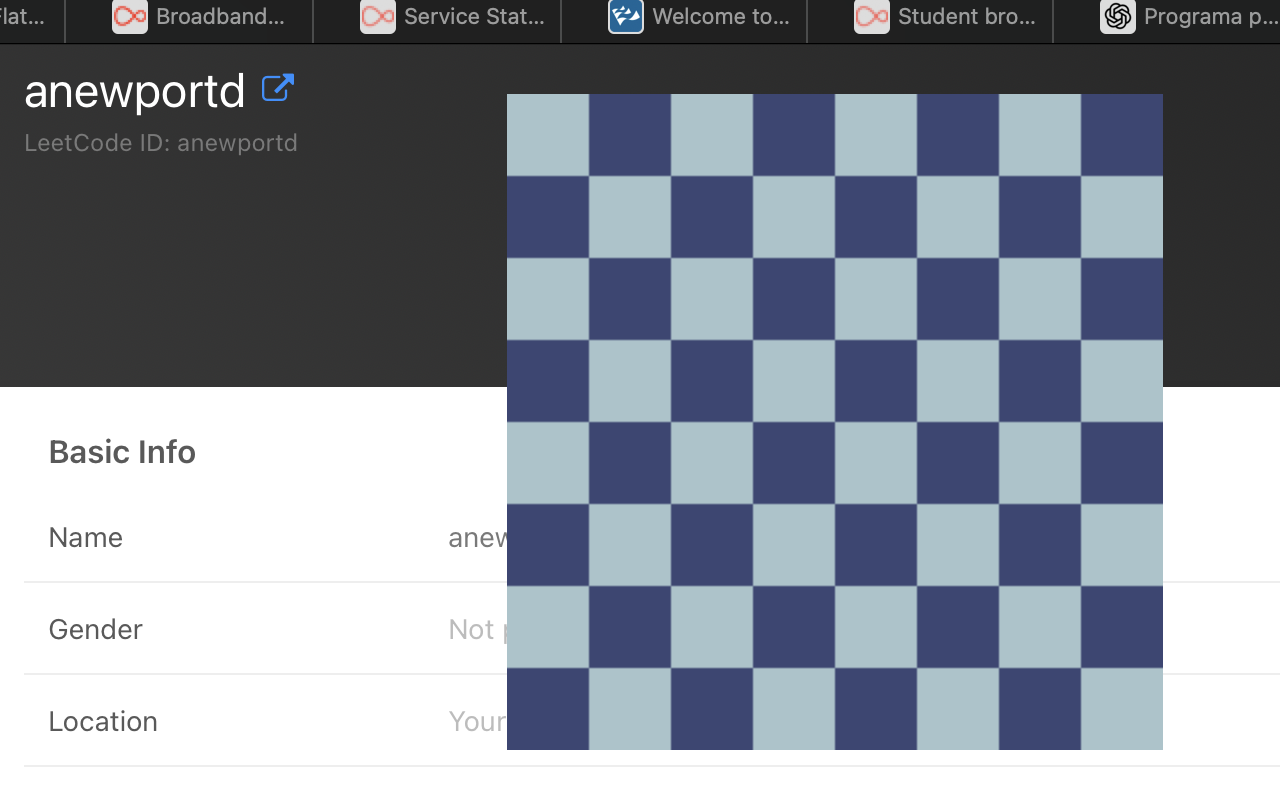 Flat... Broadband... Service Stat... Welcome to... Student bro... Programa p...
anewportd
LeetCode ID: anewportd
Basic Info
Name anew
Gender Not
Location Your